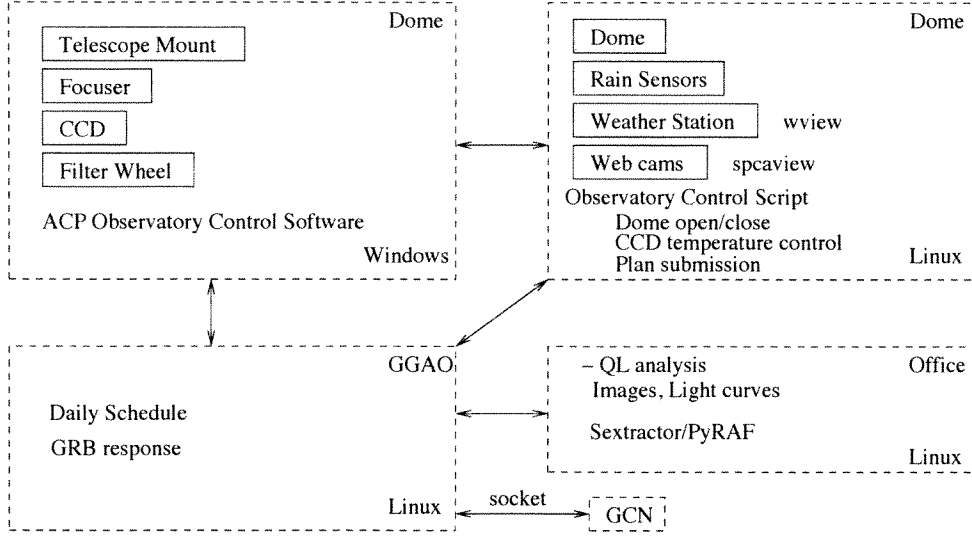 Dome
Telescope Mount
Focuser
CCD
Filter Wheel
ACP Observatory Control Software
Windows
Dome
Dome
Rain Sensors
Weather Station wview
Web cams spcaview
Observatory Control Script
Dome open/close
CCD temperature control
Plan submission
Linux
GGAO
Daily Schedule
GRB response
Linux
– QL analysis
Office
Images, Light curves
Sextractor/PyRAF
Linux
socket
GCN